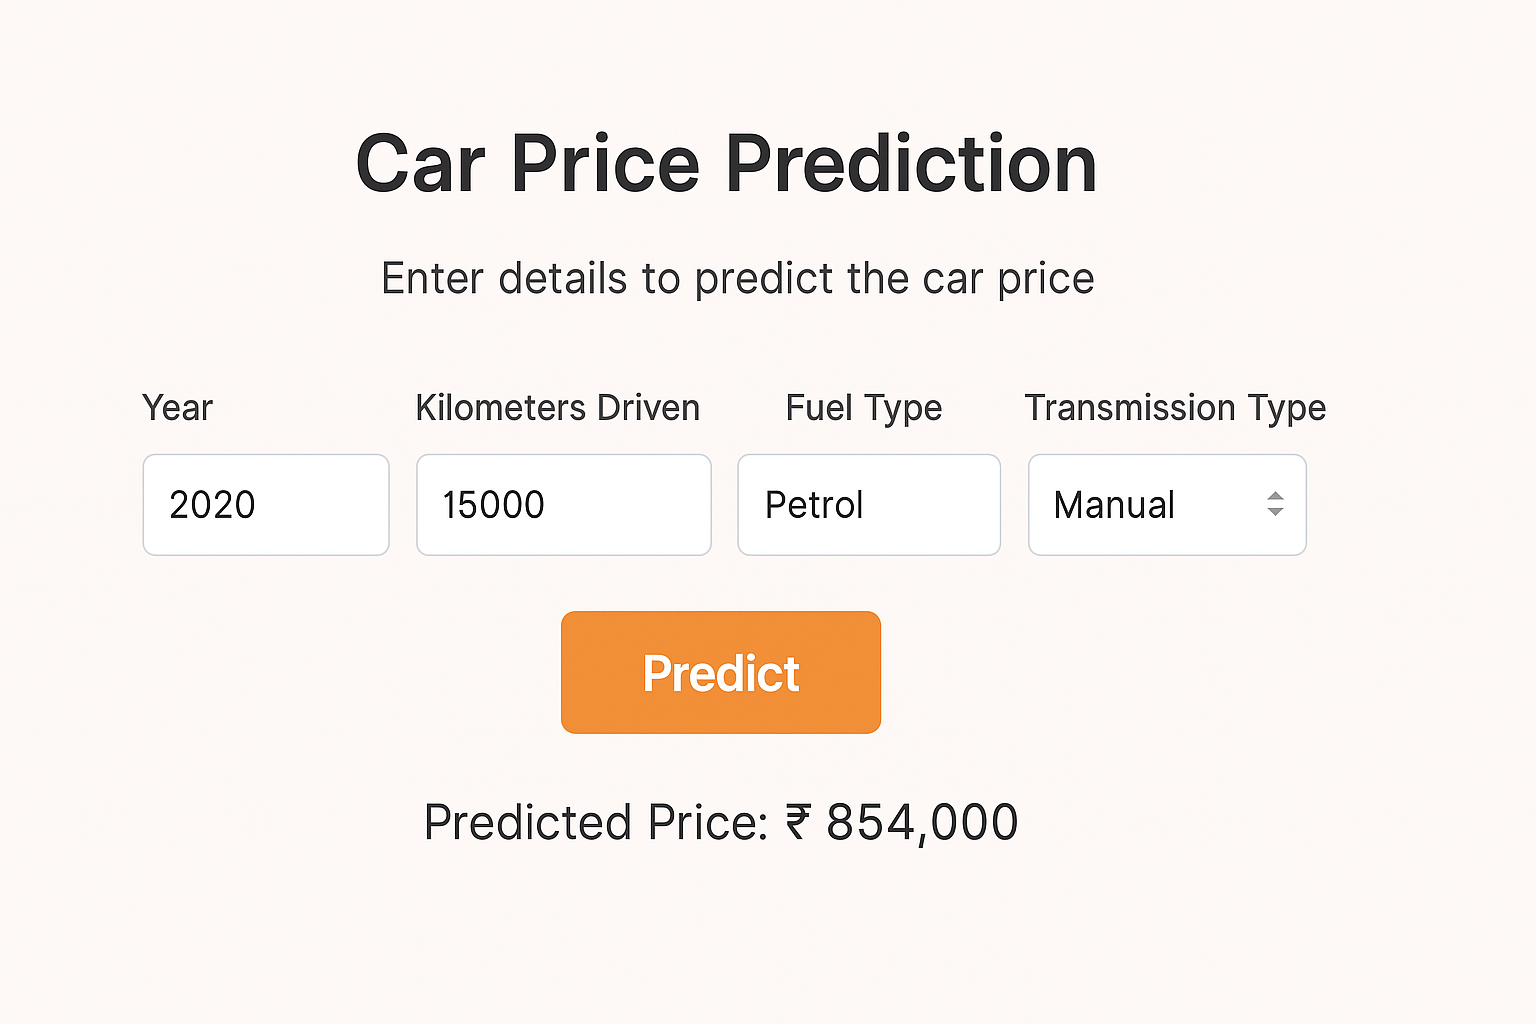 Car Price Prediction
Enter details to predict the car price
Year Kilometers Driven Fuel Type Transmission Type
2020 15000 Petrol Manual
Predict
Predicted Price: ₹ 854,000